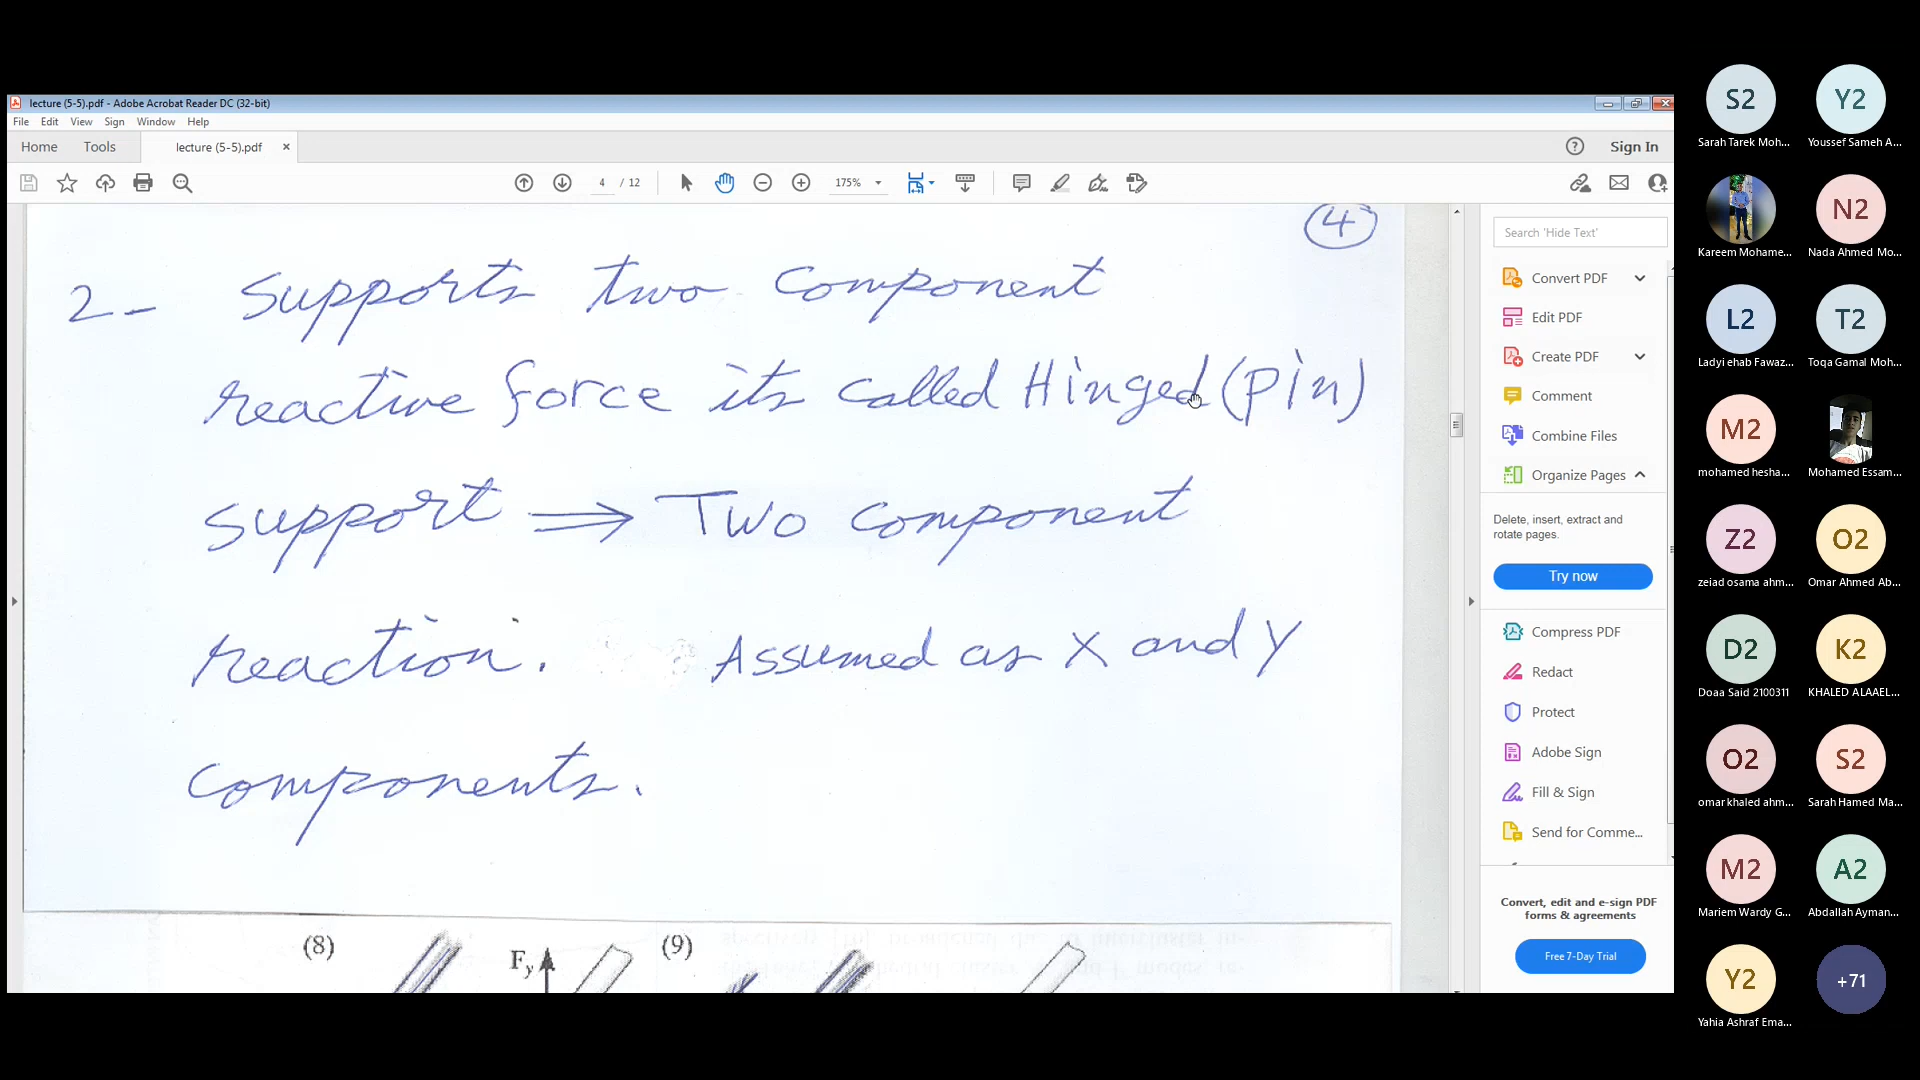 lecture (5-5).pdf - Adobe Acrobat Reader DC (32-bit)
File Edit View Sign Window Help
Home Tools lecture (5-5).pdf × Sign In
4 / 12 175%
4
2- Supports two Component
reactive force its called Hinged (pin)
support ⟹ Two component
reaction. Assumed as X and Y
components.
(8) Fy (9)
Search 'Hide Text'
Convert PDF
Edit PDF
Create PDF
Comment
Combine Files
Organize Pages
Delete, insert, extract and
rotate pages.
Try now
Compress PDF
Redact
Protect
Adobe Sign
Fill & Sign
Send for Comme...
Convert, edit and e-sign PDF
forms & agreements
Free 7-Day Trial
S2 Y2
Sarah Tarek Moh... Youssef Sameh A...
N2
Kareem Mohame... Nada Ahmed Mo...
L2 T2
Ladyi ehab Fawaz... Toqa Gamal Moh...
M2
mohamed hesha... Mohamed Essam...
Z2 O2
zeiad osama ahm... Omar Ahmed Ab...
D2 K2
Doaa Said 2100311 KHALED ALAAEL...
O2 S2
omar khaled ahm... Sarah Hamed Ma...
M2 A2
Mariem Wardy G... Abdallah Ayman...
Y2 +71
Yahia Ashraf Ema...